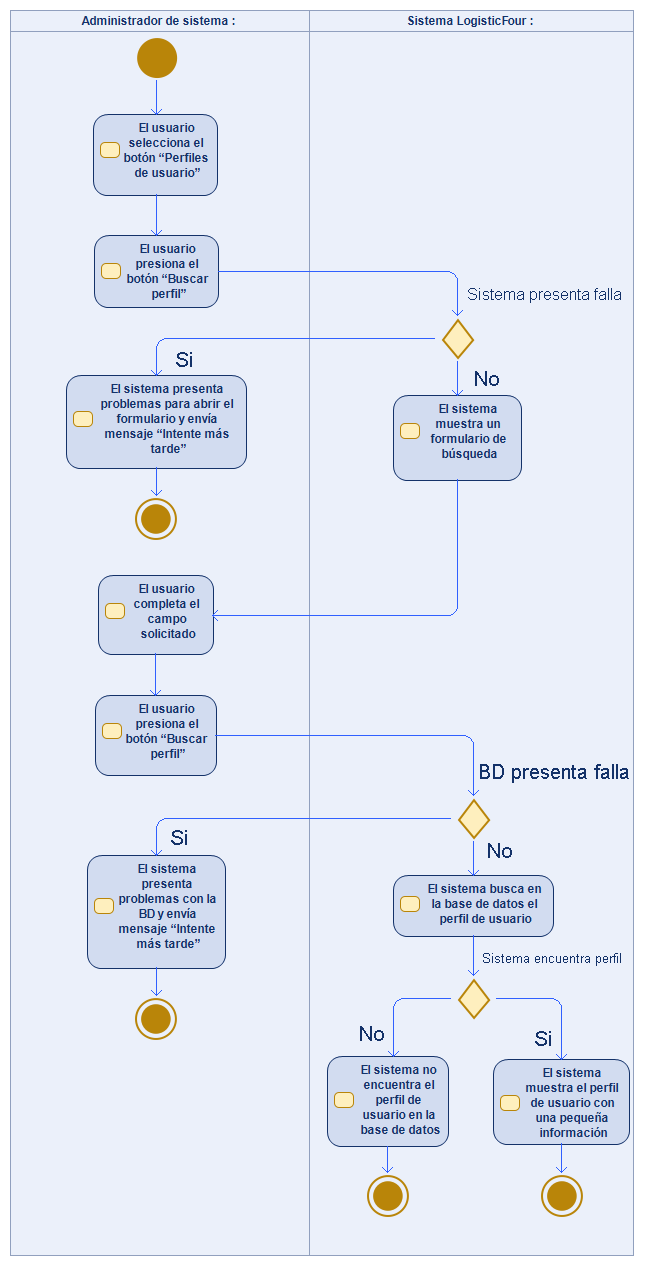 Administrador de sistema :
Sistema LogisticFour :
El usuario
selecciona el
botón “Perfiles
de usuario”
El usuario
presiona el
botón “Buscar
perfil”
Sistema presenta falla
Si
No
El sistema presenta
problemas para abrir el
formulario y envía
mensaje “Intente más
tarde”
El sistema
muestra un
formulario de
búsqueda
El usuario
completa el
campo
solicitado
El usuario
presiona el
botón “Buscar
perfil”
BD presenta falla
Si
No
El sistema
presenta
problemas con la
BD y envía
mensaje “Intente
más tarde”
El sistema busca en
la base de datos el
perfil de usuario
Sistema encuentra perfil
No
Si
El sistema no
encuentra el
perfil de
usuario en la
base de datos
El sistema
muestra el perfil
de usuario con
una pequeña
información